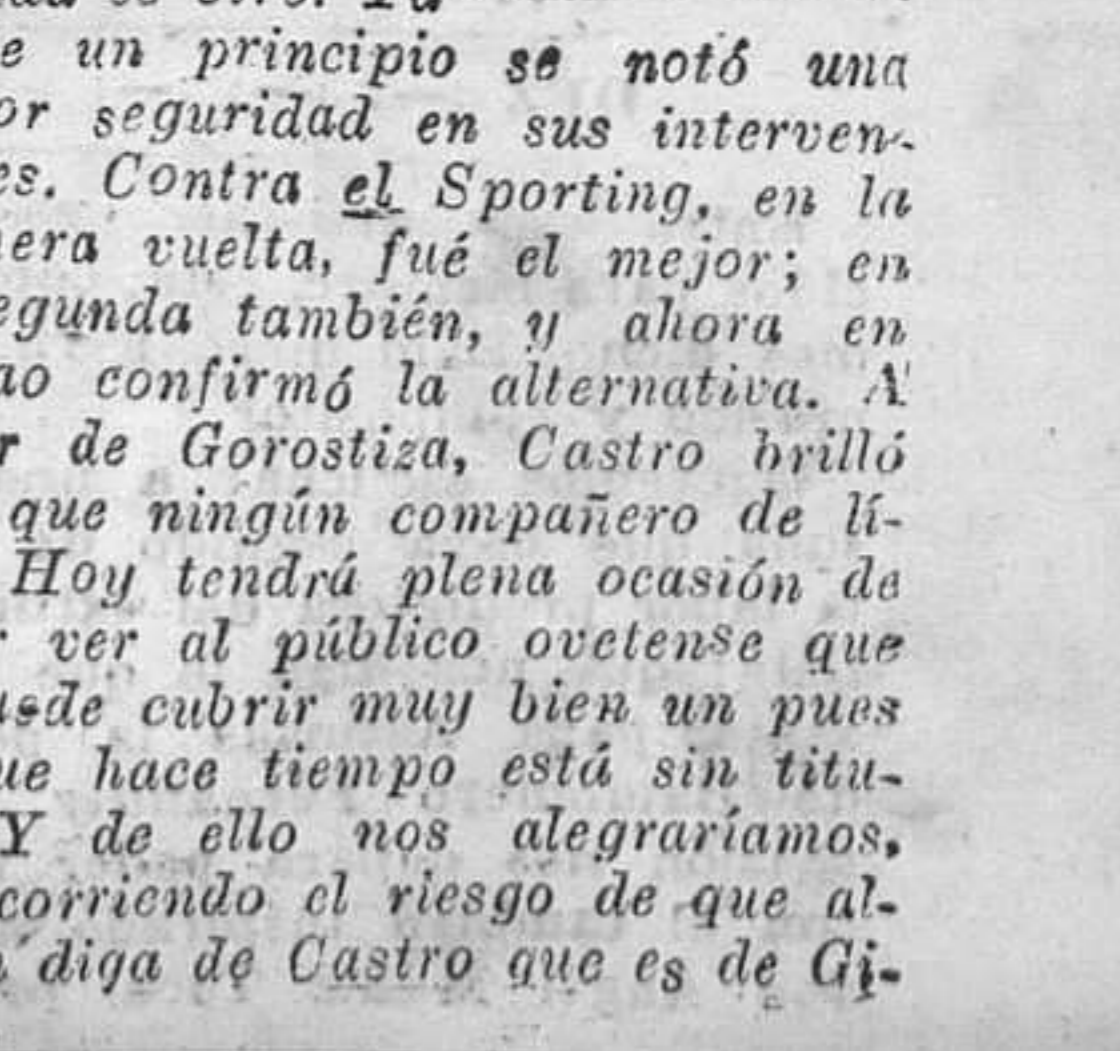 e un principio se notó una
or seguridad en sus interven-
es. Contra el Sporting, en la
era vuelta, fué el mejor; en
egunda también, y ahora en
ao confirmó la alternativa. A
r de Gorostiza, Castro brilló
que ningún compañero de lí-
Hoy tendrá plena ocasión de
ver al público ovetense que
uede cubrir muy bien un pues
ue hace tiempo está sin titu-
Y de ello nos alegraríamos,
corriendo el riesgo de que al-
diga de Castro que es de Gi-